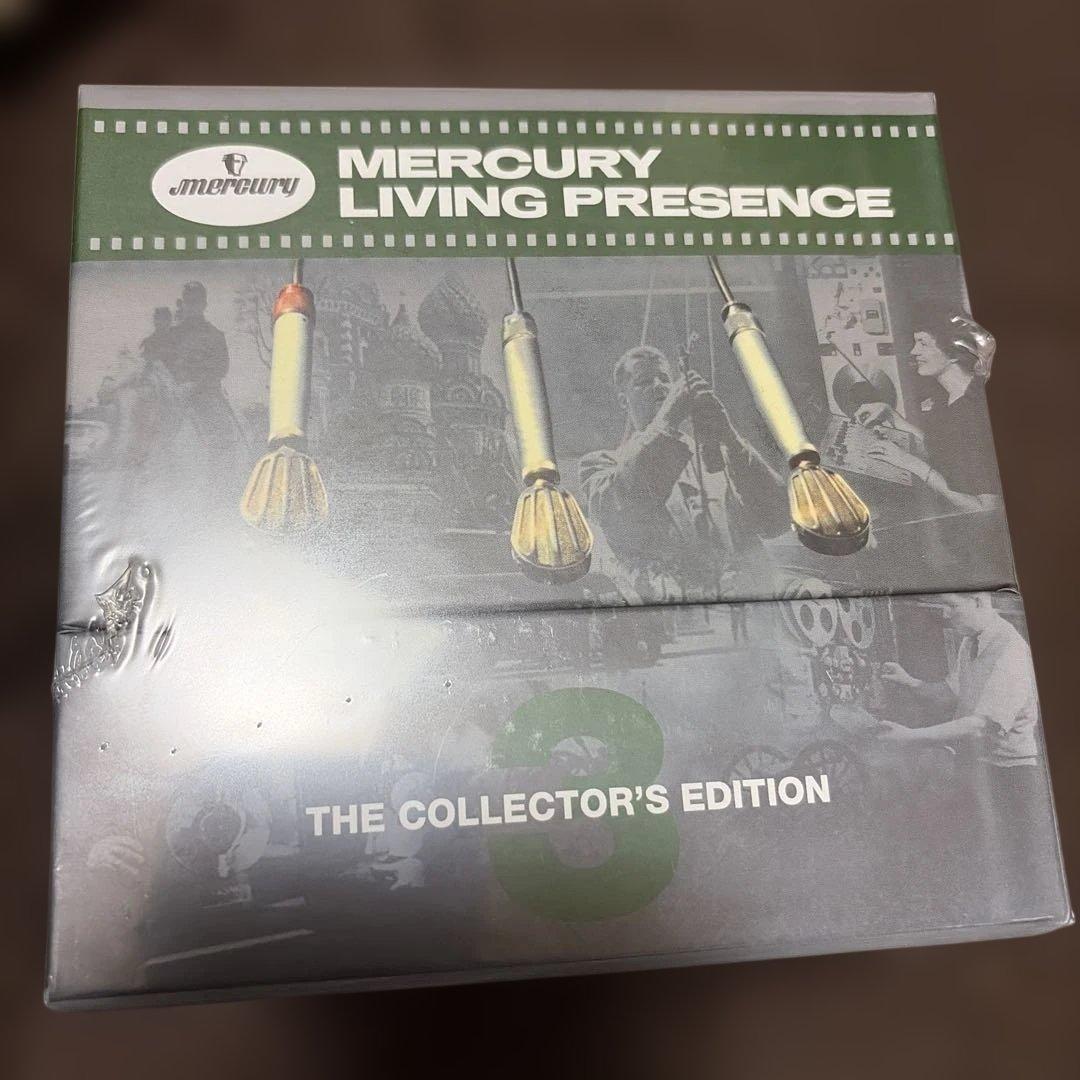 mercury
MERCURY
LIVING PRESENCE
3
THE COLLECTOR'S EDITION